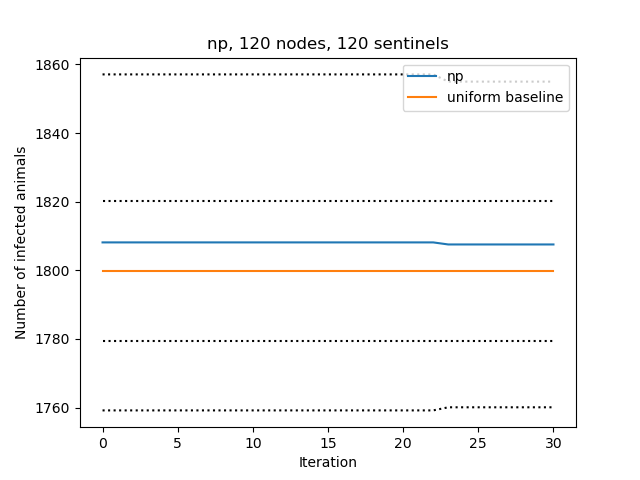 np, 120 nodes, 120 sentinels
1860
np
uniform baseline
1840
1820
1800
1780
1760
Number of infected animals
0 5 10 15 20 25 30
Iteration